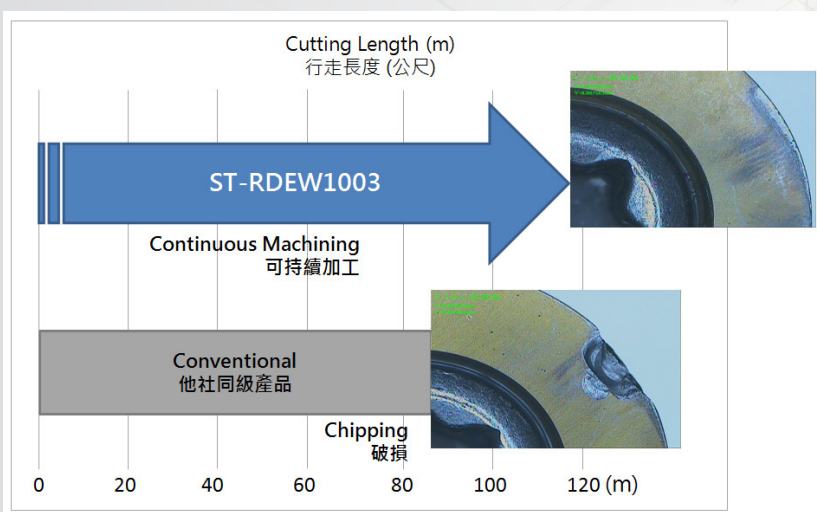 Cutting Length (m)
行走長度 (公尺)
ST-RDEW1003
Continuous Machining
可持續加工
Conventional
他社同級產品
Chipping
破損
0 20 40 60 80 100 120 (m)